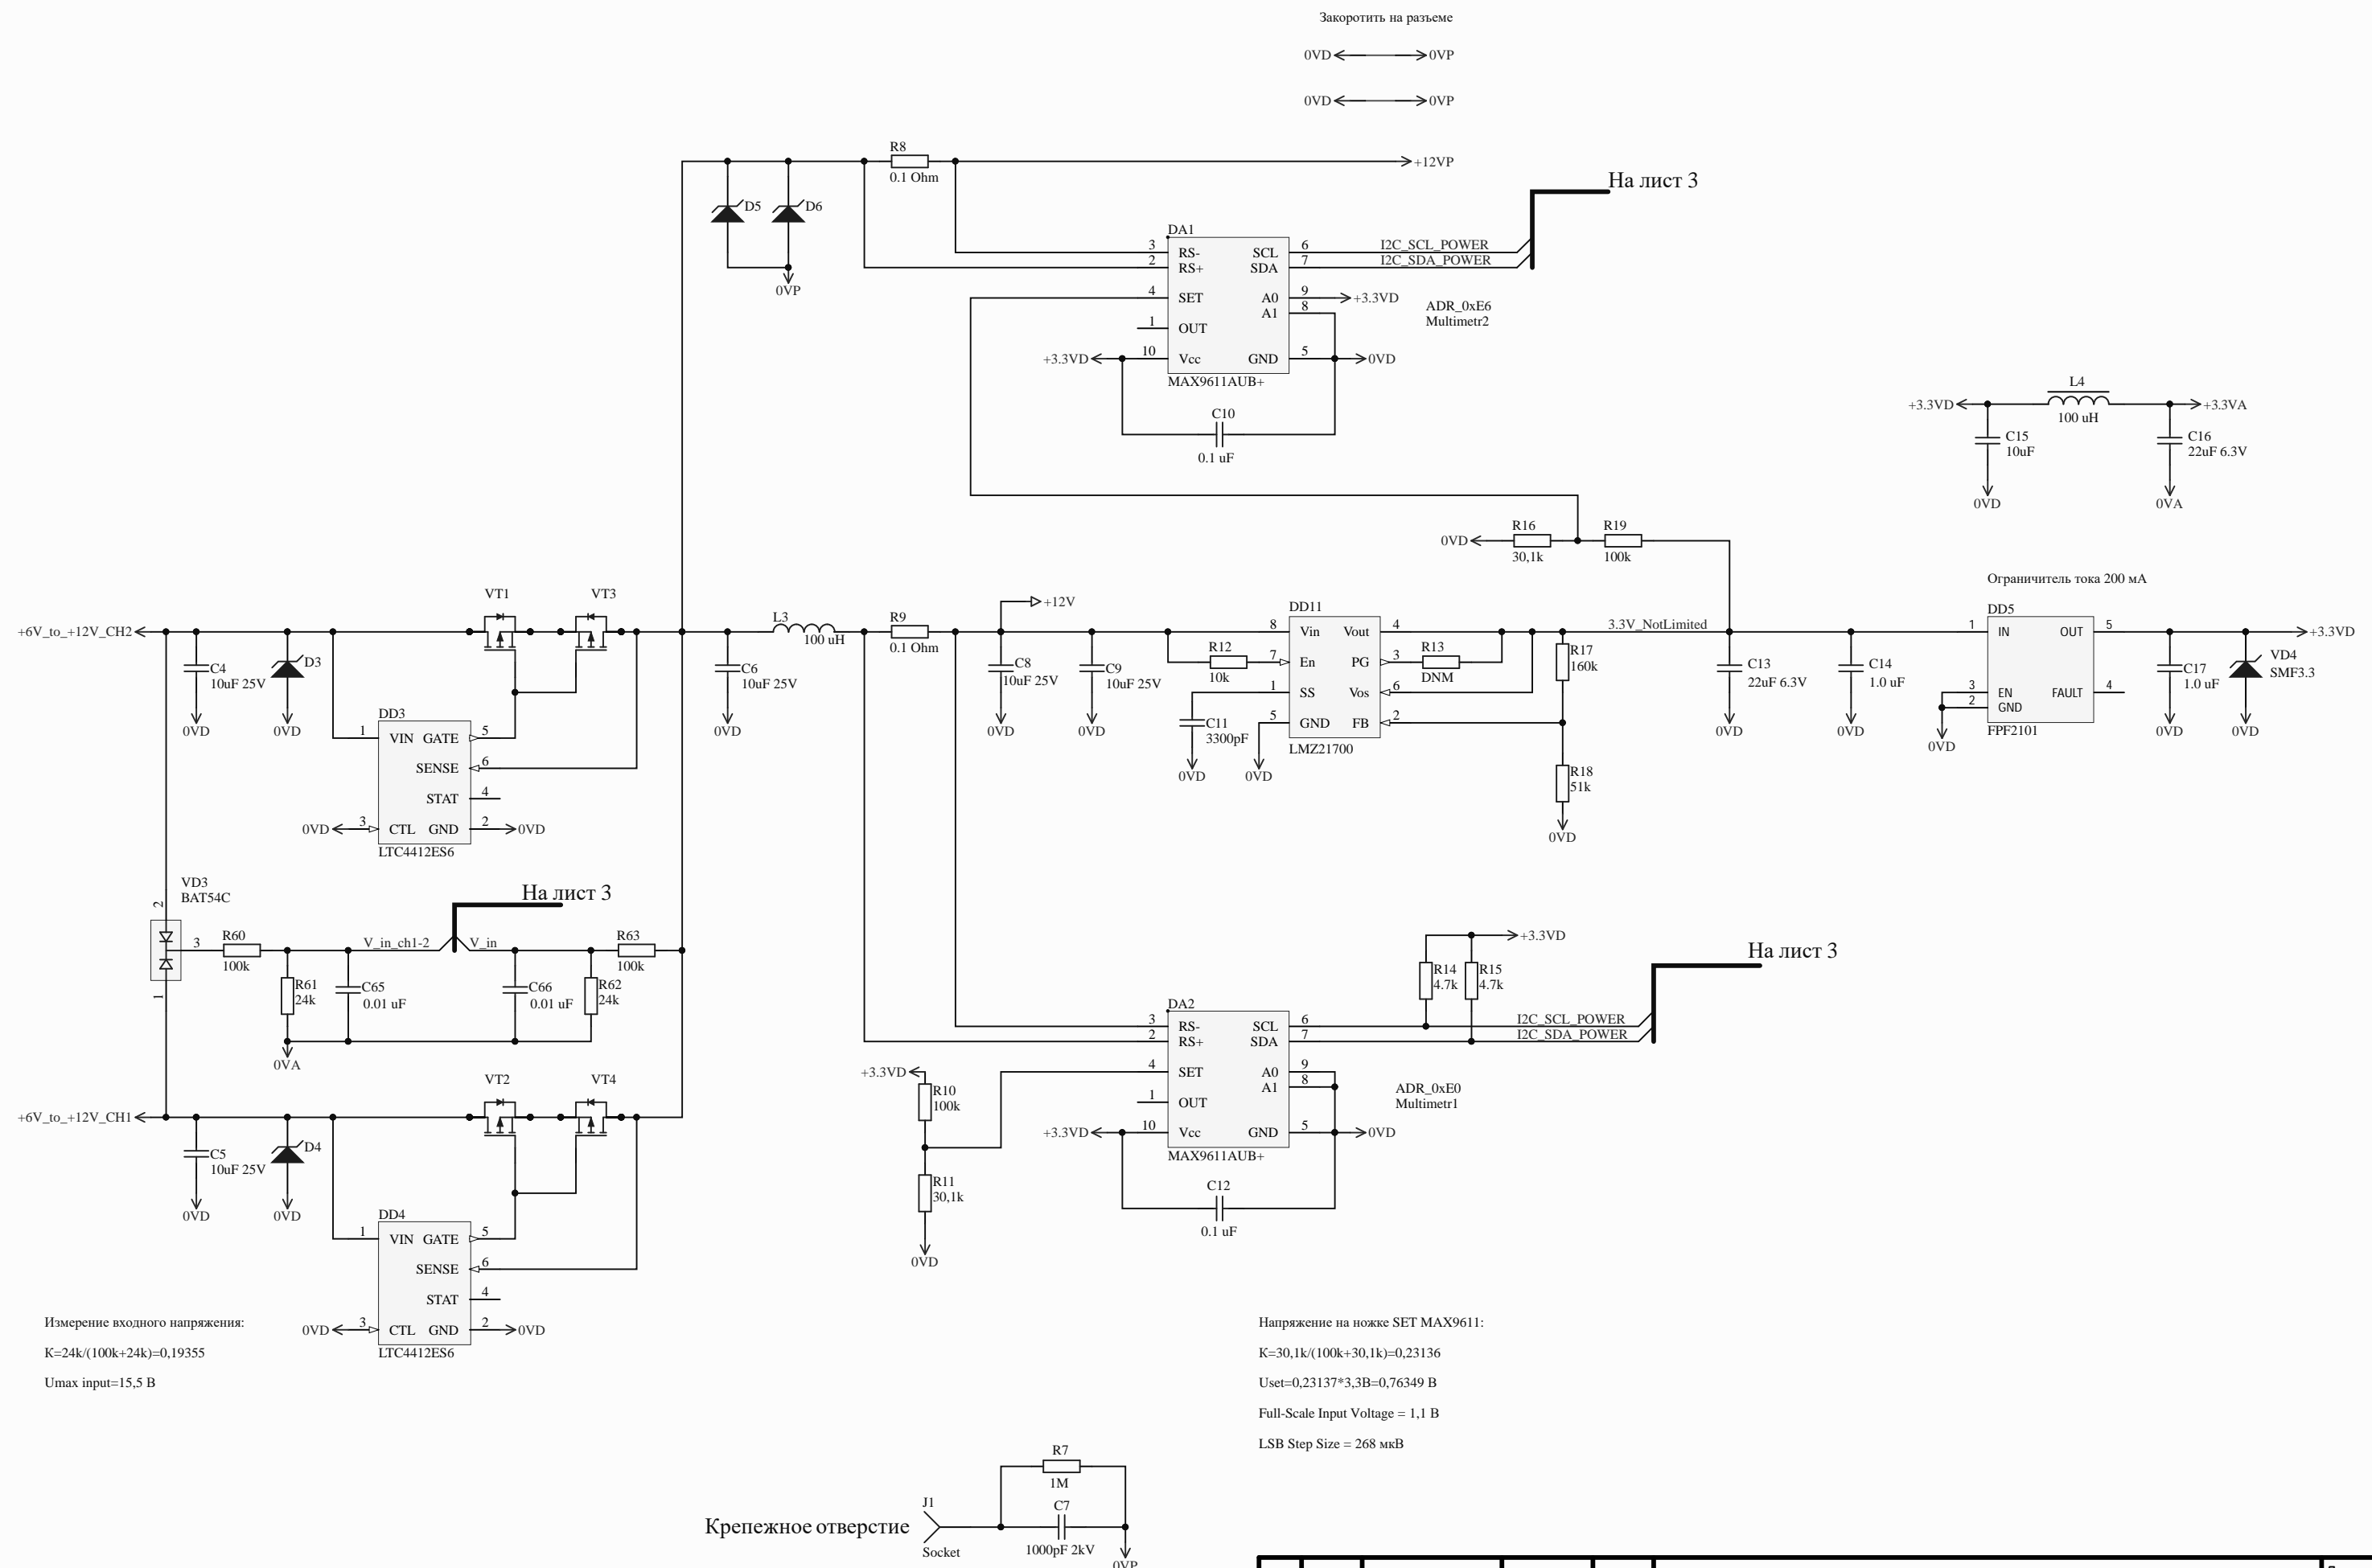 Закоротить на разъеме
0VD
0VP
0VD
0VP
R8
0.1 Ohm
+12VP
На лист 3
D5
D6
0VP
DA1
3
RS-
SCL
6
I2C_SCL_POWER
2
RS+
SDA
7
I2C_SDA_POWER
4
SET
A0
9
+3.3VD
A1
8
ADR_0xE6
Multimetr2
1
OUT
+3.3VD
10
Vcc
GND
5
0VD
MAX9611AUB+
C10
0.1 uF
L4
+3.3VD
+3.3VA
100 uH
C15
10uF
C16
22uF 6.3V
0VD
0VA
0VD
R16
30,1k
R19
100k
+6V_to_+12V_CH2
VT1
VT3
C4
10uF 25V
0VD
D3
0VD
DD3
1
VIN
GATE
5
SENSE
6
STAT
4
0VD
3
CTL
GND
2
0VD
LTC4412ES6
C6
10uF 25V
0VD
L3
100 uH
R9
0.1 Ohm
+12V
C8
10uF 25V
0VD
C9
10uF 25V
0VD
R12
10k
C11
3300pF
0VD
0VD
DD11
8
Vin
Vout
4
7
En
PG
3
1
SS
Vos
6
5
GND
FB
2
LMZ21700
R13
DNM
R17
160k
R18
51k
0VD
3.3V_NotLimited
C13
22uF 6.3V
0VD
C14
1.0 uF
0VD
Ограничитель тока 200 мА
DD5
1
IN
OUT
5
3
EN
2
GND
FAULT
4
FPF2101
0VD
C17
1.0 uF
0VD
VD4
SMF3.3
0VD
+3.3VD
VD3
BAT54C
2
3
1
R60
100k
V_in_ch1-2
На лист 3
V_in
R63
100k
R61
24k
C65
0.01 uF
C66
0.01 uF
R62
24k
0VA
+6V_to_+12V_CH1
VT2
VT4
C5
10uF 25V
0VD
D4
0VD
DD4
1
VIN
GATE
5
SENSE
6
STAT
4
0VD
3
CTL
GND
2
0VD
LTC4412ES6
+3.3VD
R14
4.7k
R15
4.7k
На лист 3
DA2
3
RS-
SCL
6
I2C_SCL_POWER
2
RS+
SDA
7
I2C_SDA_POWER
4
SET
A0
9
A1
8
ADR_0xE0
Multimetr1
1
OUT
+3.3VD
10
Vcc
GND
5
0VD
MAX9611AUB+
C12
0.1 uF
+3.3VD
R10
100k
R11
30,1k
0VD
Измерение входного напряжения:
К=24k/(100k+24k)=0,19355
Umax input=15,5 В
Напряжение на ножке SET MAX9611:
К=30,1k/(100k+30,1k)=0,23136
Uset=0,23137*3,3В=0,76349 В
Full-Scale Input Voltage = 1,1 В
LSB Step Size = 268 мкВ
R7
1M
J1
C7
Крепежное отверстие
Socket
1000pF 2kV
0VP